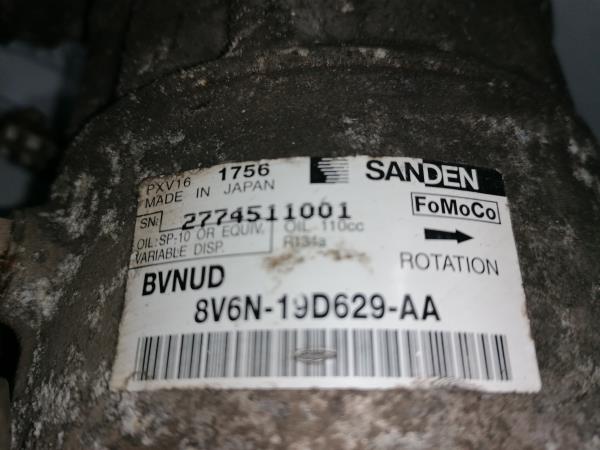 PXV16 1756 SANDEN
MADE IN JAPAN
FoMoCo
SN: 2774511001
OIL:SP-10 OR EQUIV. OIL 110cc
VARIABLE DISP. R134a
ROTATION
BVNUD
8V6N-19D629-AA